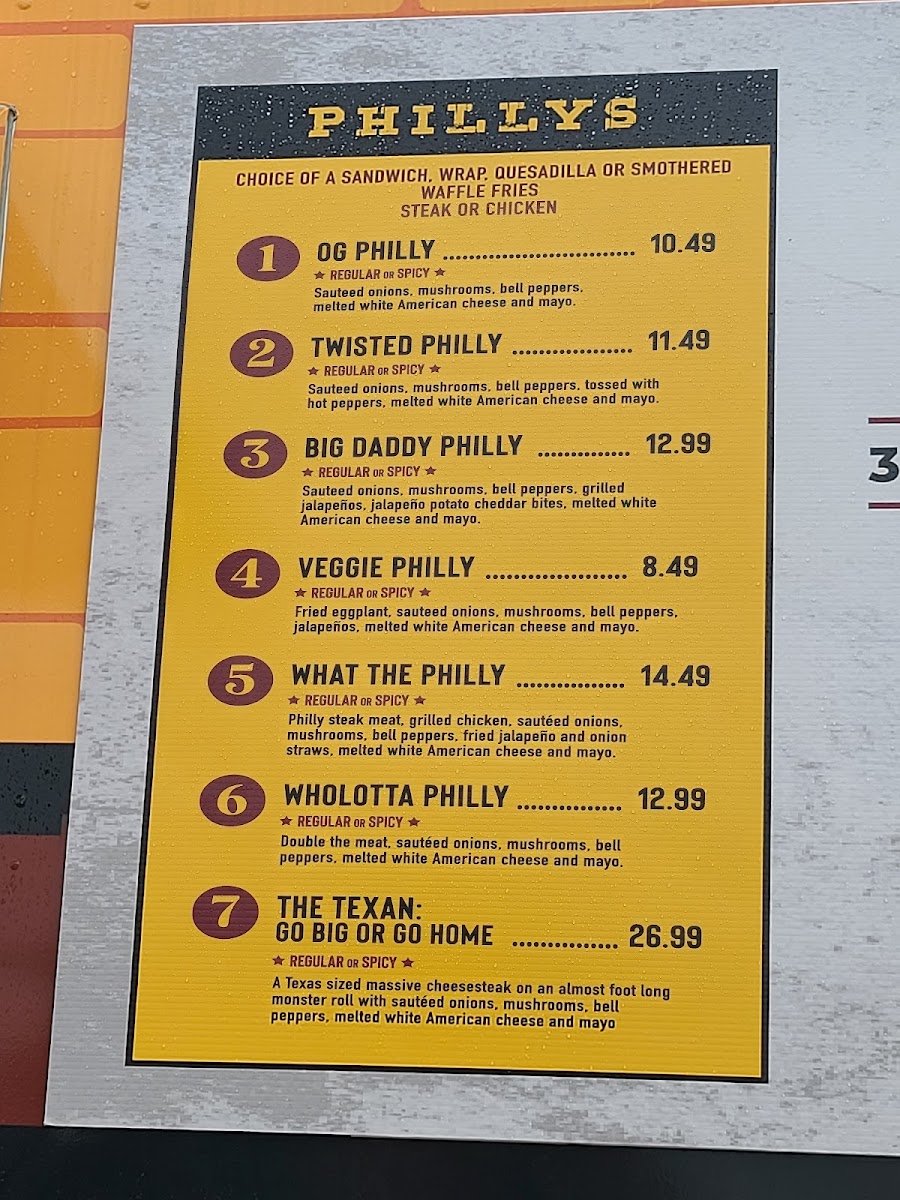 PHILLYS
CHOICE OF A SANDWICH, WRAP, QUESADILLA OR SMOTHERED
WAFFLE FRIES
STEAK OR CHICKEN
1 OG PHILLY ............................. 10.49
★ REGULAR OR SPICY ★
Sauteed onions, mushrooms, bell peppers,
melted white American cheese and mayo.
2 TWISTED PHILLY .................. 11.49
★ REGULAR OR SPICY ★
Sauteed onions, mushrooms, bell peppers, tossed with
hot peppers, melted white American cheese and mayo.
3 BIG DADDY PHILLY .............. 12.99
★ REGULAR OR SPICY ★
Sauteed onions, mushrooms, bell peppers, grilled
jalapeños, jalapeño potato cheddar bites, melted white
American cheese and mayo.
4 VEGGIE PHILLY ..................... 8.49
★ REGULAR OR SPICY ★
Fried eggplant, sauteed onions, mushrooms, bell peppers,
jalapeños, melted white American cheese and mayo.
5 WHAT THE PHILLY ................ 14.49
★ REGULAR OR SPICY ★
Philly steak meat, grilled chicken, sautéed onions,
mushrooms, bell peppers, fried jalapeño and onion
straws, melted white American cheese and mayo.
6 WHOLOTTA PHILLY ............... 12.99
★ REGULAR OR SPICY ★
Double the meat, sautéed onions, mushrooms, bell
peppers, melted white American cheese and mayo.
7 THE TEXAN:
GO BIG OR GO HOME ............... 26.99
★ REGULAR OR SPICY ★
A Texas sized massive cheesesteak on an almost foot long
monster roll with sautéed onions, mushrooms, bell
peppers, melted white American cheese and mayo
3